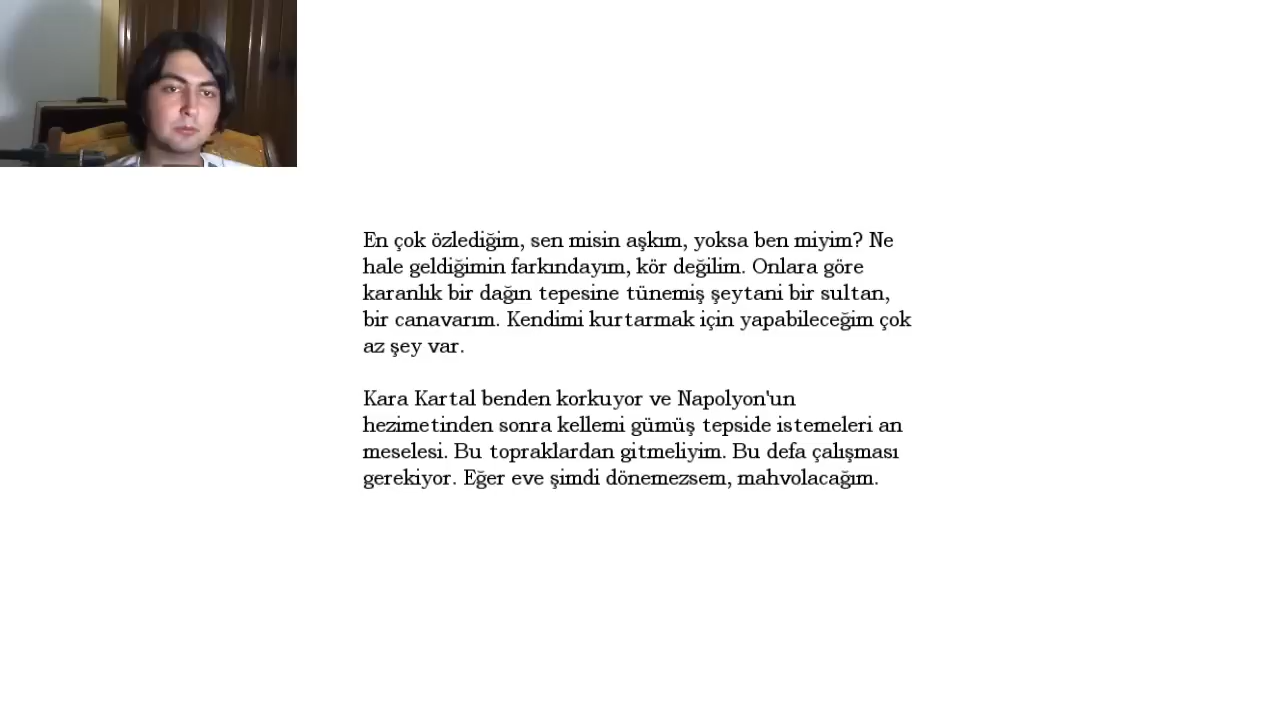 En çok özlediğim, sen misin aşkım, yoksa ben miyim? Ne
hale geldiğimin farkındayım, kör değilim. Onlara göre
karanlık bir dağın tepesine tünemiş şeytani bir sultan,
bir canavarım. Kendimi kurtarmak için yapabileceğim çok
az şey var.
Kara Kartal benden korkuyor ve Napolyon'un
hezimetinden sonra kellemi gümüş tepside istemeleri an
meselesi. Bu topraklardan gitmeliyim. Bu defa çalışması
gerekiyor. Eğer eve şimdi dönemezsem, mahvolacağım.